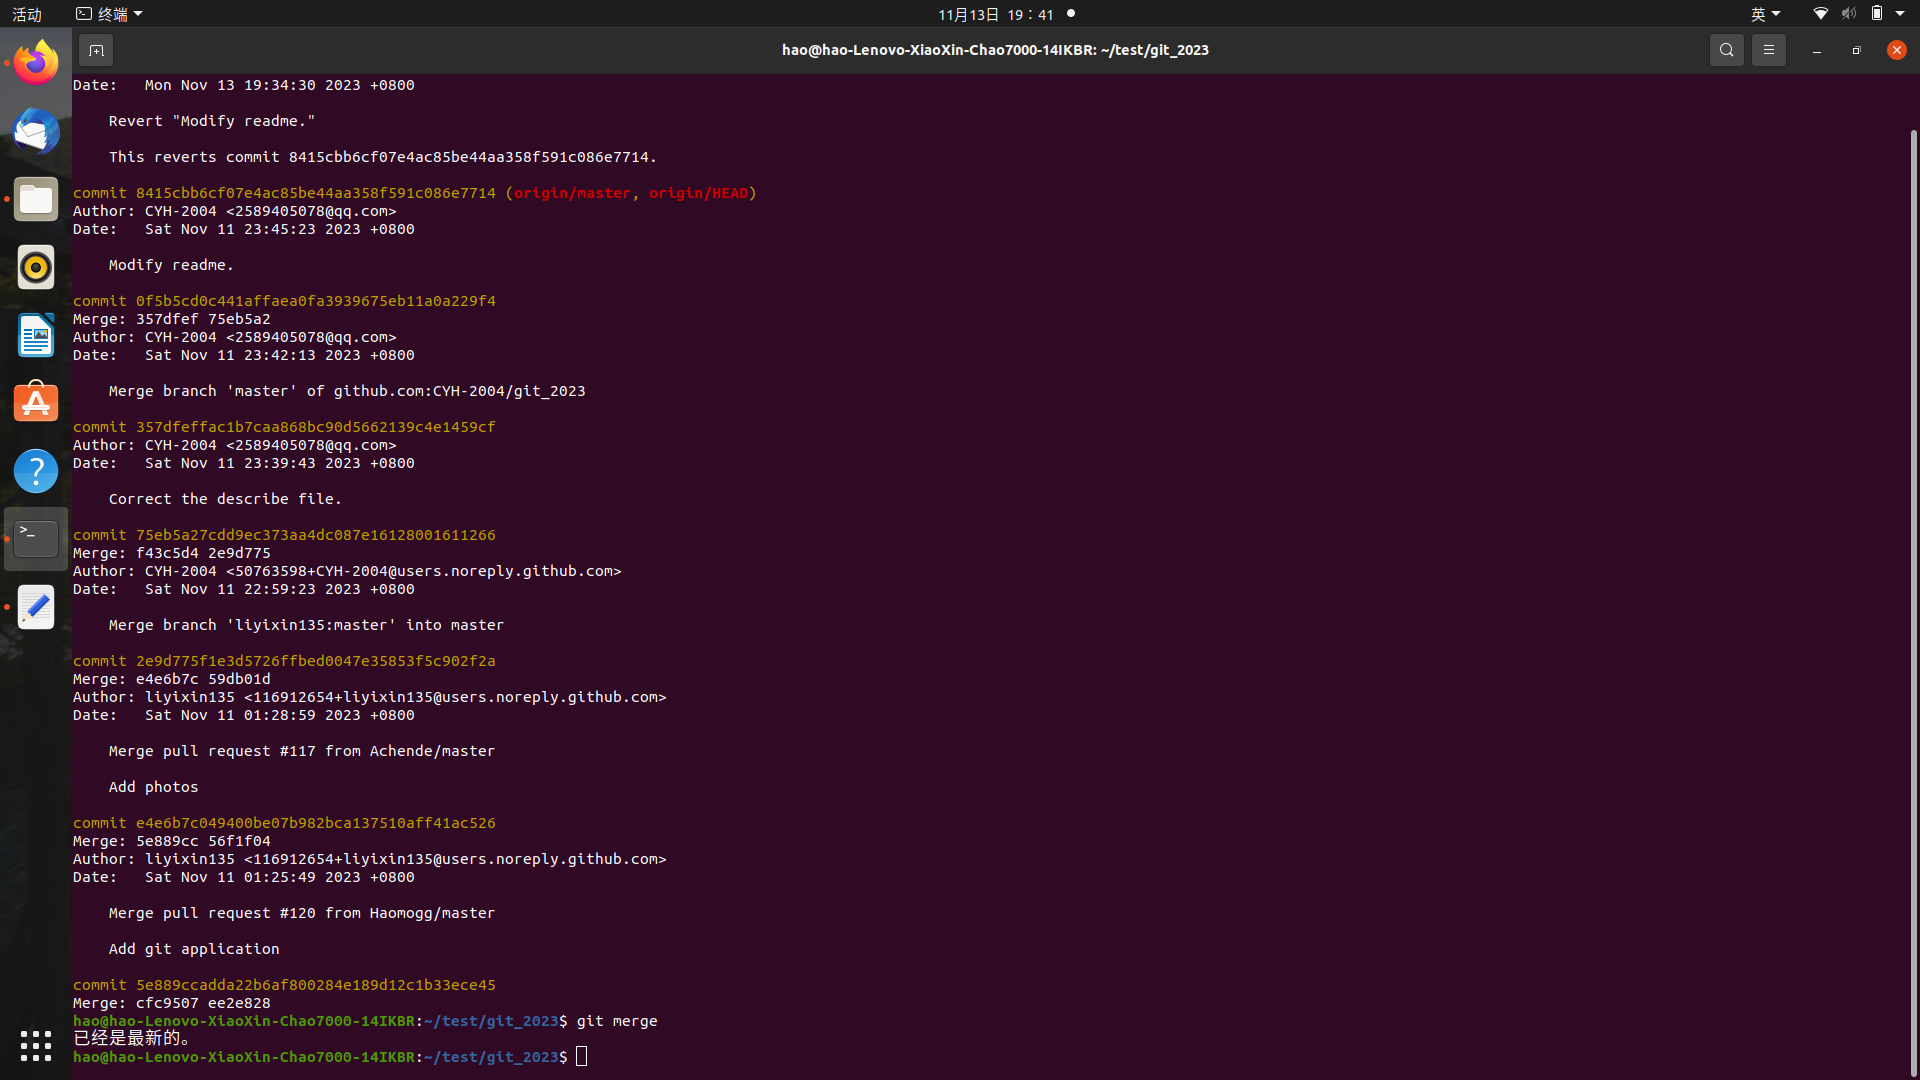 活动
终端
11月13日 19：41
英
hao@hao-Lenovo-XiaoXin-Chao7000-14IKBR: ~/test/git_2023
Date:   Mon Nov 13 19:34:30 2023 +0800
Revert "Modify readme."
This reverts commit 8415cbb6cf07e4ac85be44aa358f591c086e7714.
commit 8415cbb6cf07e4ac85be44aa358f591c086e7714 (origin/master, origin/HEAD)
Author: CYH-2004 <2589405078@qq.com>
Date:   Sat Nov 11 23:45:23 2023 +0800
Modify readme.
commit 0f5b5cd0c441affaea0fa3939675eb11a0a229f4
Merge: 357dfef 75eb5a2
Author: CYH-2004 <2589405078@qq.com>
Date:   Sat Nov 11 23:42:13 2023 +0800
Merge branch 'master' of github.com:CYH-2004/git_2023
commit 357dfeffac1b7caa868bc90d5662139c4e1459cf
Author: CYH-2004 <2589405078@qq.com>
Date:   Sat Nov 11 23:39:43 2023 +0800
Correct the describe file.
commit 75eb5a27cdd9ec373aa4dc087e16128001611266
Merge: f43c5d4 2e9d775
Author: CYH-2004 <50763598+CYH-2004@users.noreply.github.com>
Date:   Sat Nov 11 22:59:23 2023 +0800
Merge branch 'liyixin135:master' into master
commit 2e9d775f1e3d5726ffbed0047e35853f5c902f2a
Merge: e4e6b7c 59db01d
Author: liyixin135 <116912654+liyixin135@users.noreply.github.com>
Date:   Sat Nov 11 01:28:59 2023 +0800
Merge pull request #117 from Achende/master
Add photos
commit e4e6b7c049400be07b982bca137510aff41ac526
Merge: 5e889cc 56f1f04
Author: liyixin135 <116912654+liyixin135@users.noreply.github.com>
Date:   Sat Nov 11 01:25:49 2023 +0800
Merge pull request #120 from Haomogg/master
Add git application
commit 5e889ccadda22b6af800284e189d12c1b33ece45
Merge: cfc9507 ee2e828
hao@hao-Lenovo-XiaoXin-Chao7000-14IKBR:~/test/git_2023$ git merge
已经是最新的。
hao@hao-Lenovo-XiaoXin-Chao7000-14IKBR:~/test/git_2023$